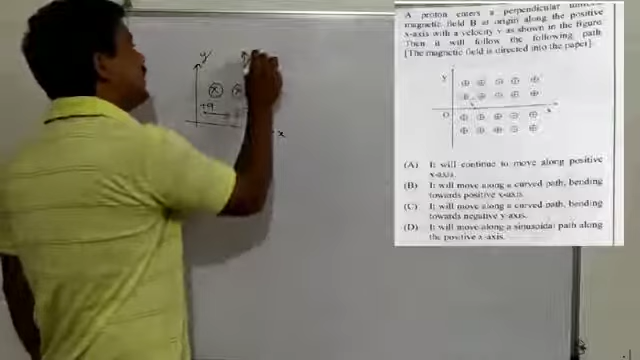 A proton enters a perpendicular uniform
magnetic field B at origin along the positive
x-axis with a velocity v as shown in the figure.
Then it will follow the following path
[The magnetic field is directed into the paper]
Y
O
X
(A) It will continue to move along positive
x-axis.
(B) It will move along a curved path, bending
towards positive x-axis.
(C) It will move along a curved path, bending
towards negative y-axis.
(D) It will move along a sinusoidal path along
the positive x-axis.
y
+q
x